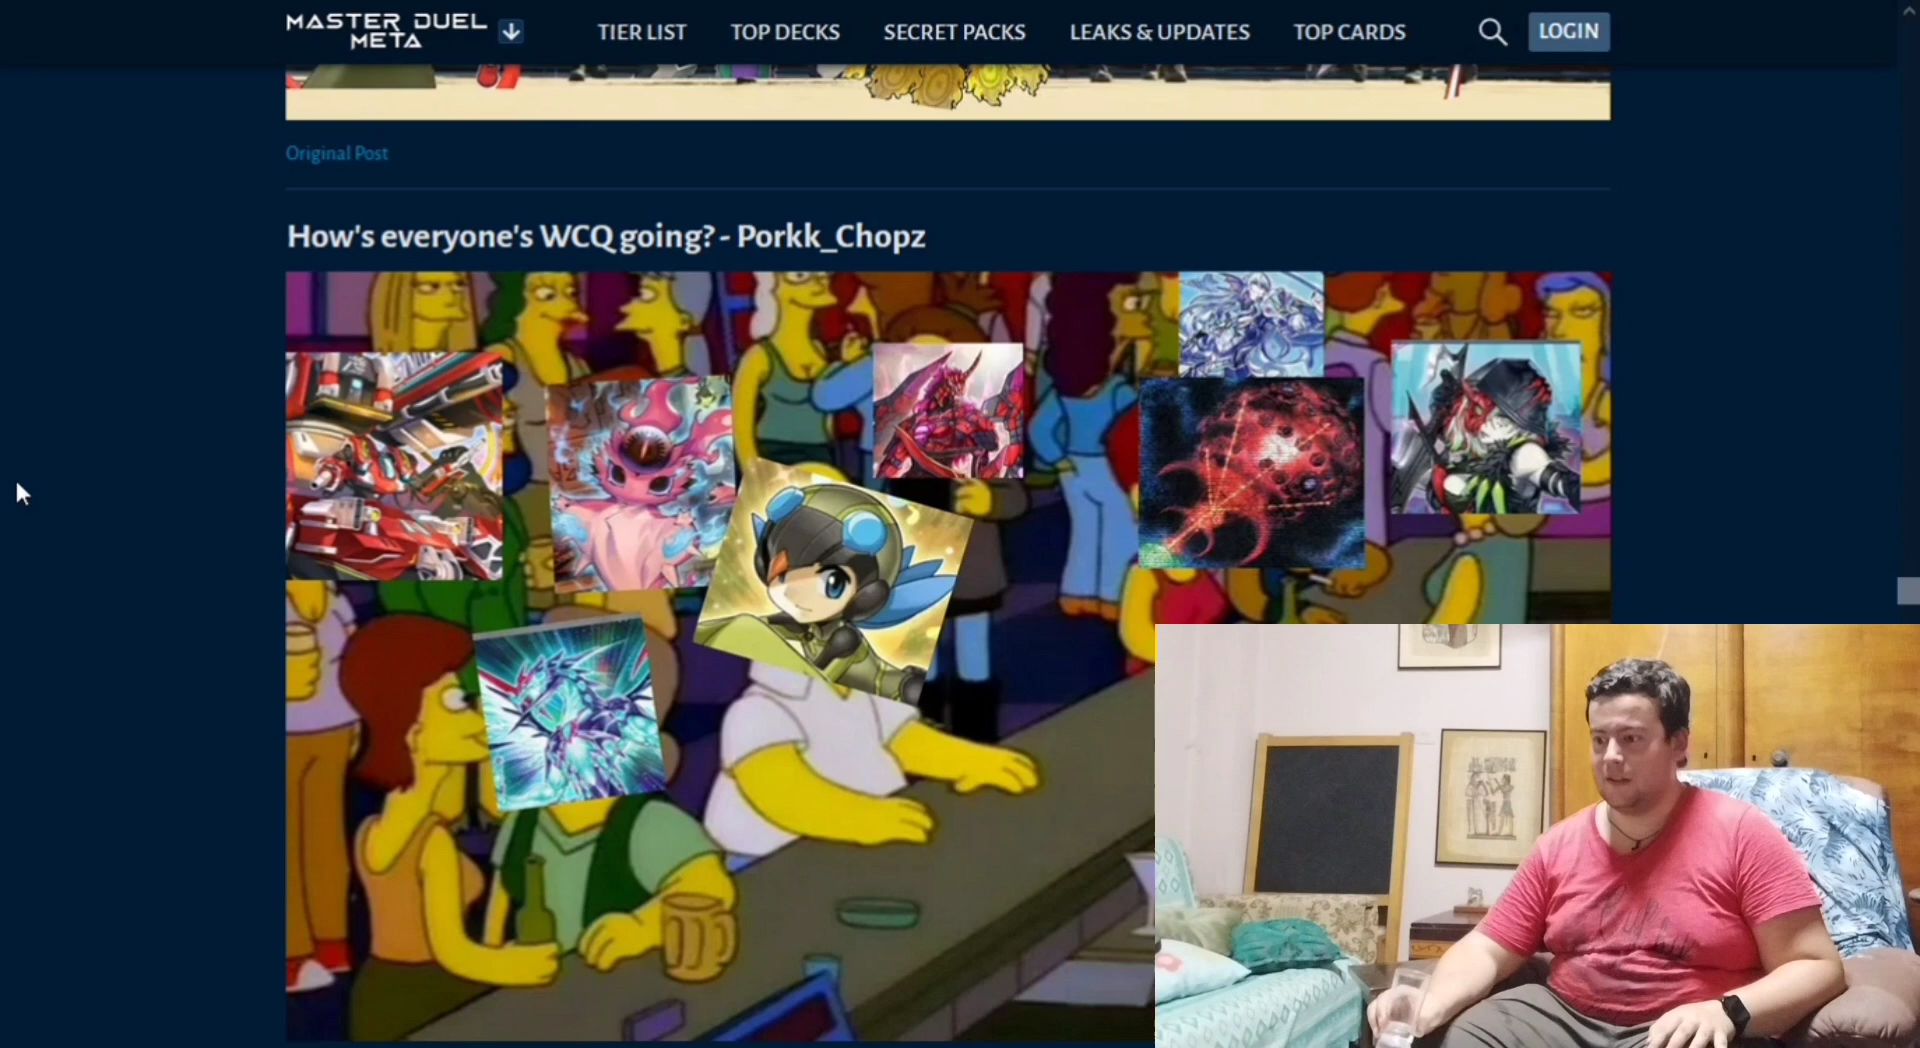 MASTER DUEL
META
TIER LIST
TOP DECKS
SECRET PACKS
LEAKS & UPDATES
TOP CARDS
LOGIN
Original Post
How's everyone's WCQ going? - Porkk_Chopz